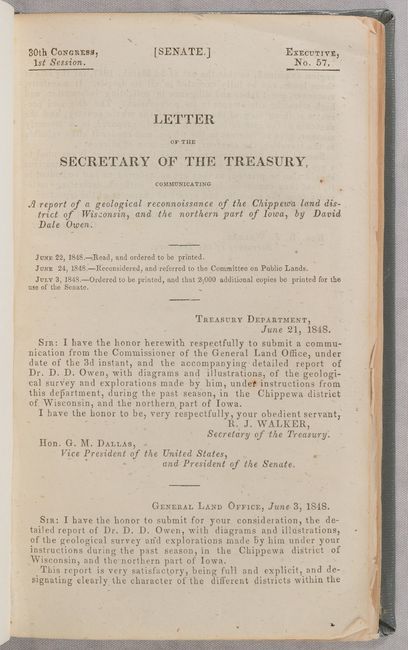 30th Congress, [SENATE.] Executive,
1st Session. No. 57.
LETTER
OF THE
SECRETARY OF THE TREASURY,
COMMUNICATING
A report of a geological reconnoissance of the Chippewa land dis-
trict of Wisconsin, and the northern part of Iowa, by David
Dale Owen.
June 22, 1848.—Read, and ordered to be printed.
June 24, 1848.—Reconsidered, and referred to the Committee on Public Lands.
July 3, 1848.—Ordered to be printed, and that 2,000 additional copies be printed for the
use of the Senate.
Treasury Department,
June 21, 1848.
Sir: I have the honor herewith respectfully to submit a commu-
nication from the Commissioner of the General Land Office, under
date of the 3d instant, and the accompanying detailed report of
Dr. D. D. Owen, with diagrams and illustrations, of the geologi-
cal survey and explorations made by him, under instructions from
this department, during the past season, in the Chippewa district
of Wisconsin, and the northern part of Iowa.
I have the honor to be, very respectfully, your obedient servant,
R. J. WALKER,
Secretary of the Treasury.
Hon. G. M. Dallas,
Vice President of the United States,
and President of the Senate.
General Land Office, June 3, 1848.
Sir: I have the honor to submit for your consideration, the de-
tailed report of Dr. D. D. Owen, with diagrams and illustrations,
of the geological survey and explorations made by him under your
instructions during the past season, in the Chippewa district of
Wisconsin, and the northern part of Iowa.
This report is very satisfactory, being full and explicit, and de-
signating clearly the character of the different districts within the